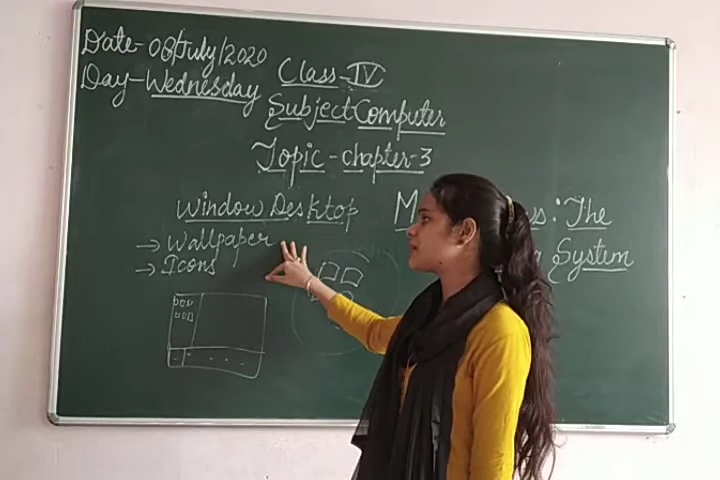 Date- 08/July/2020
Day-Wednesday
Class-IV
Subject Computer
Topic - chapter-3
Window Desktop
→ Wallpaper
→ Icons
: The
System